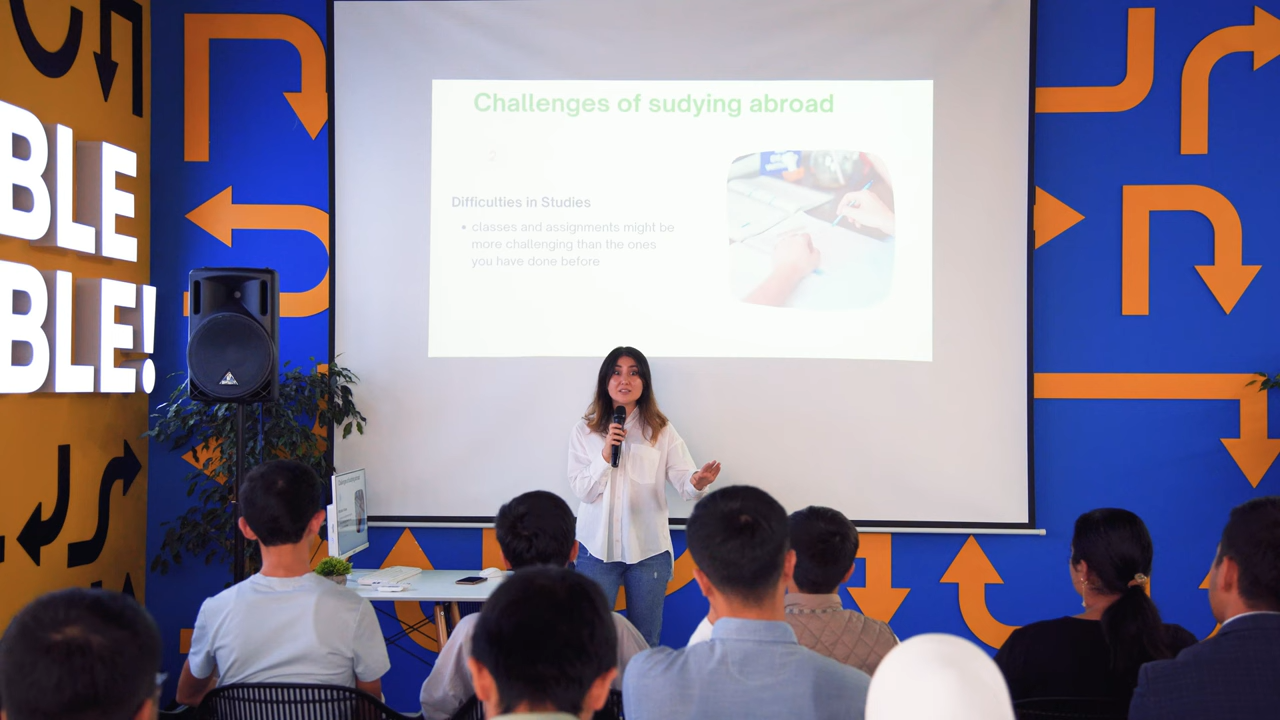 BLE
BLE!
Challenges of sudying abroad
2
Difficulties in Studies
• classes and assignments might be
more challenging than the ones
you have done before